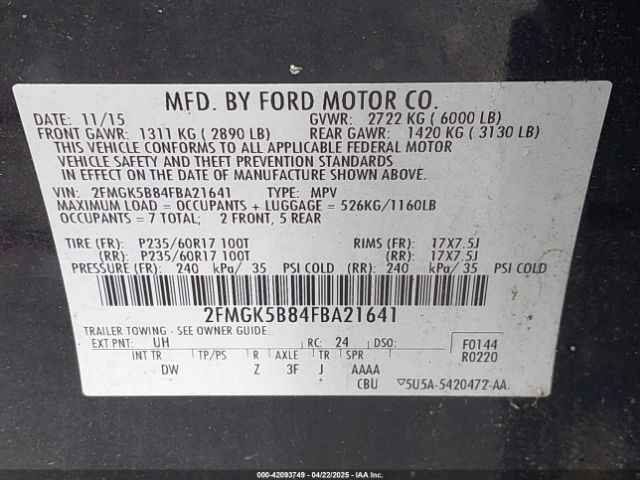 MFD. BY FORD MOTOR CO.
DATE: 11/15 GVWR: 2722 KG ( 6000 LB)
FRONT GAWR: 1311 KG ( 2890 LB) REAR GAWR: 1420 KG ( 3130 LB)
THIS VEHICLE CONFORMS TO ALL APPLICABLE FEDERAL MOTOR
VEHICLE SAFETY AND THEFT PREVENTION STANDARDS
IN EFFECT ON THE DATE OF MANUFACTURE SHOWN ABOVE.
VIN: 2FMGK5B84FBA21641 TYPE: MPV
MAXIMUM LOAD = OCCUPANTS + LUGGAGE = 526KG/1160LB
OCCUPANTS = 7 TOTAL; 2 FRONT, 5 REAR
TIRE (FR): P235/60R17 100T RIMS (FR): 17X7.5J
(RR): P235/60R17 100T (RR): 17X7.5J
PRESSURE (FR): 240 kPa/ 35 PSI COLD (RR): 240 kPa/ 35 PSI COLD
2FMGK5B84FBA21641
TRAILER TOWING - SEE OWNER GUIDE
EXT PNT: UH RC: 24 DSO: F0144
INT TR TP/PS R AXLE TR SPR R0220
DW Z 3F J AAAA
CBU ▽5U5A-5420472-AA
000-42093749 - 04/22/2025 - IAAI.COM